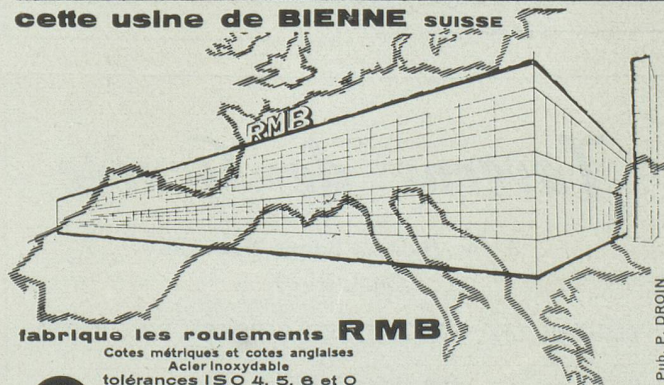 cette usine de BIENNE SUISSE
RMB
fabrique les roulements RMB
Cotes métriques et cotes anglaises
Acier inoxydable
tolérances ISO 4, 5, 6 et 0
Pub. P. DROIN